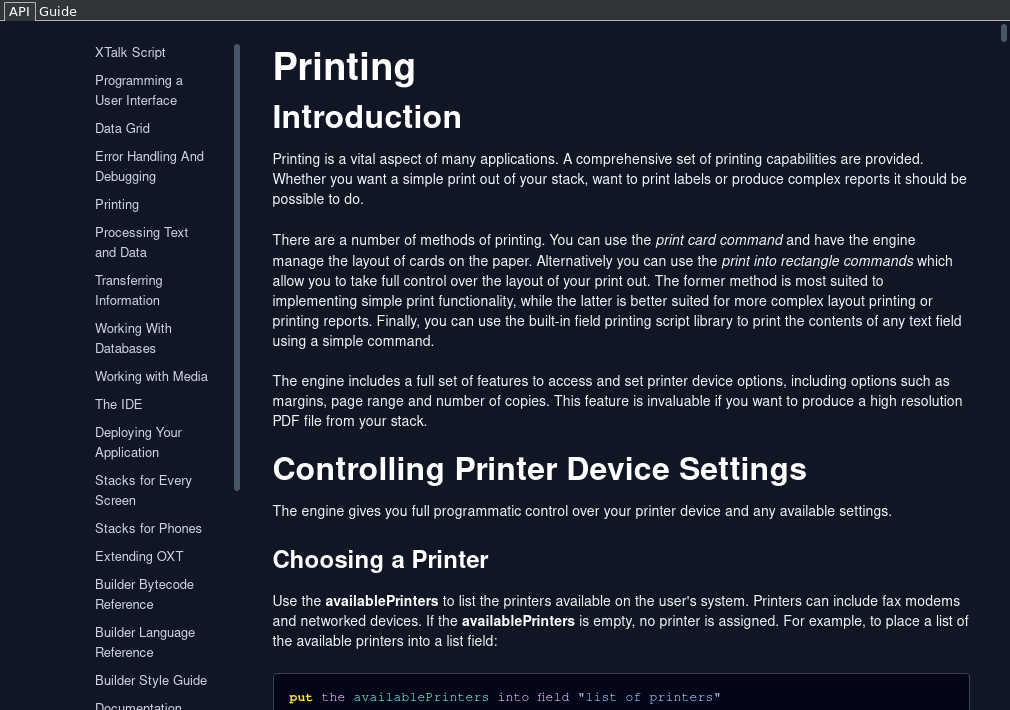 API Guide
XTalk Script
Programming a
User Interface
Data Grid
Error Handling And
Debugging
Printing
Processing Text
and Data
Transferring
Information
Working With
Databases
Working with Media
The IDE
Deploying Your
Application
Stacks for Every
Screen
Stacks for Phones
Extending OXT
Builder Bytecode
Reference
Builder Language
Reference
Builder Style Guide
Documentation
Printing
Introduction
Printing is a vital aspect of many applications. A comprehensive set of printing capabilities are provided.
Whether you want a simple print out of your stack, want to print labels or produce complex reports it should be
possible to do.
There are a number of methods of printing. You can use the print card command and have the engine
manage the layout of cards on the paper. Alternatively you can use the print into rectangle commands which
allow you to take full control over the layout of your print out. The former method is most suited to
implementing simple print functionality, while the latter is better suited for more complex layout printing or
printing reports. Finally, you can use the built-in field printing script library to print the contents of any text field
using a simple command.
The engine includes a full set of features to access and set printer device options, including options such as
margins, page range and number of copies. This feature is invaluable if you want to produce a high resolution
PDF file from your stack.
Controlling Printer Device Settings
The engine gives you full programmatic control over your printer device and any available settings.
Choosing a Printer
Use the availablePrinters to list the printers available on the user's system. Printers can include fax modems
and networked devices. If the availablePrinters is empty, no printer is assigned. For example, to place a list of
the available printers into a list field:
put the availablePrinters into field "list of printers"